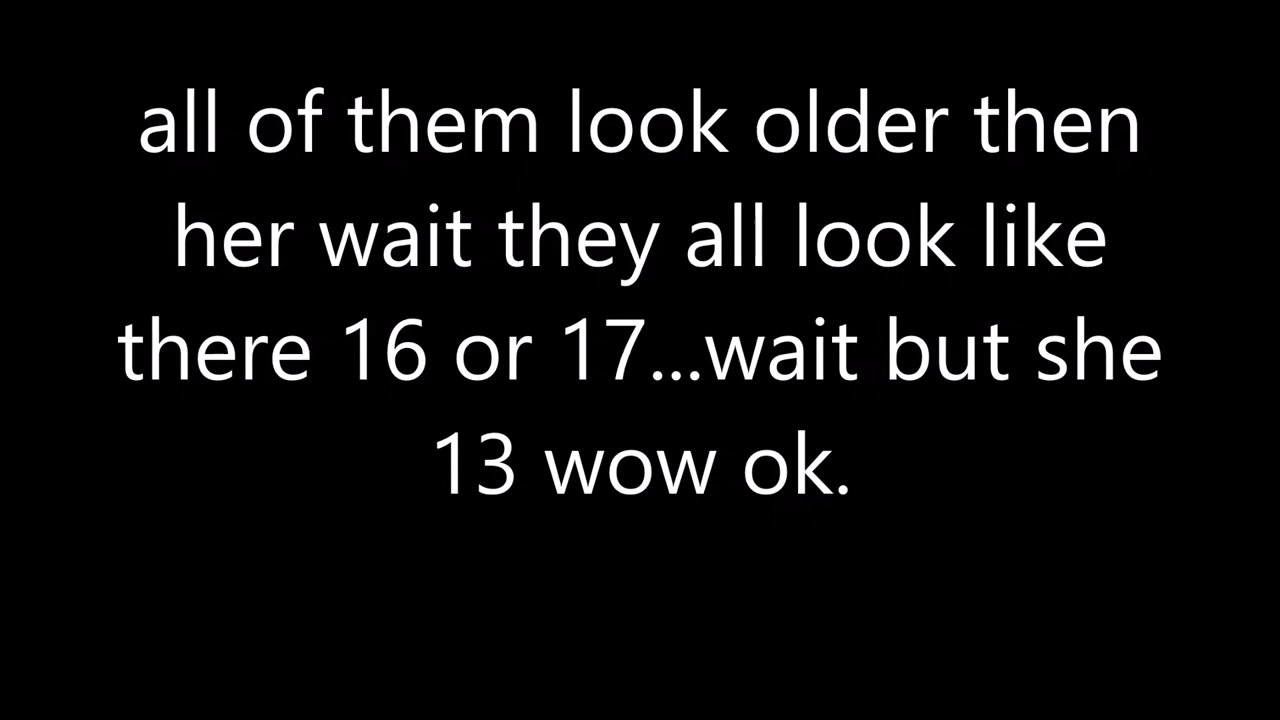 all of them look older then
her wait they all look like
there 16 or 17...wait but she
13 wow ok.